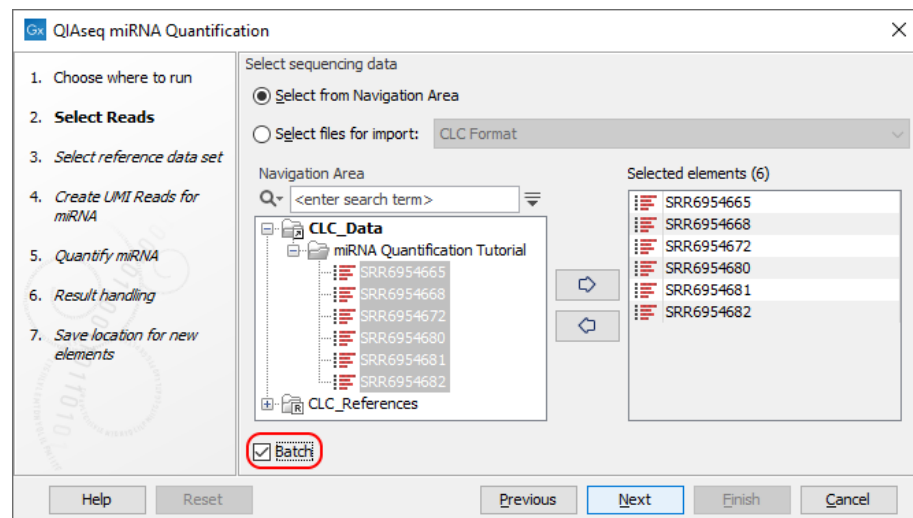 Gx QIAseq miRNA Quantification
1. Choose where to run
2. Select Reads
3. Select reference data set
4. Create UMI Reads for
miRNA
5. Quantify miRNA
6. Result handling
7. Save location for new
elements
Select sequencing data
Select from Navigation Area
Select files for import: CLC Format
Navigation Area
<enter search term>
CLC_Data
miRNA Quantification Tutorial
SRR6954665
SRR6954668
SRR6954672
SRR6954680
SRR6954681
SRR6954682
CLC_References
Selected elements (6)
SRR6954665
SRR6954668
SRR6954672
SRR6954680
SRR6954681
SRR6954682
Batch
Help Reset Previous Next Finish Cancel